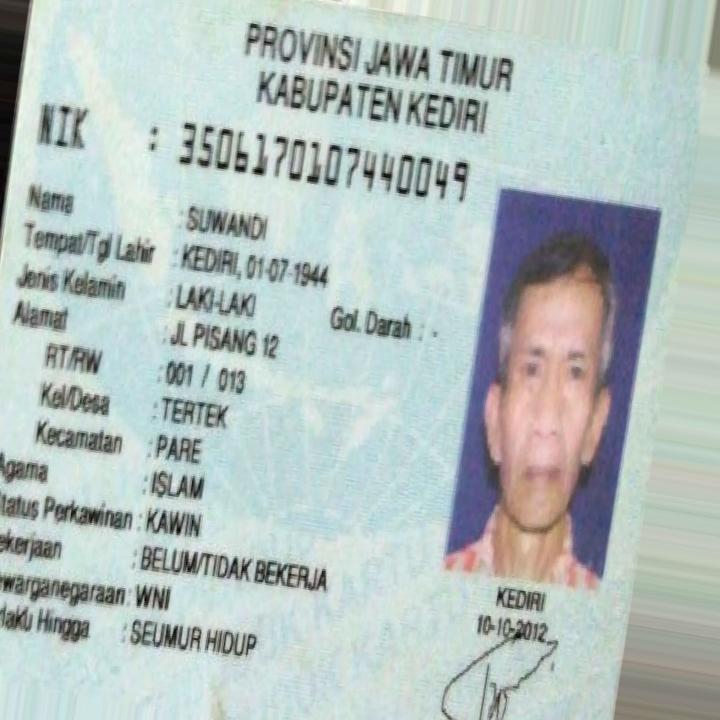 PROVINSI JAWA TIMUR
KABUPATEN KEDIRI
NIK : 3506170107440049
Nama : SUWANDI
Tempat/Tgl Lahir : KEDIRI, 01-07-1944
Jenis Kelamin : LAKI-LAKI Gol. Darah : -
Alamat : JL PISANG 12
RT/RW : 001 / 013
Kel/Desa : TERTEK
Kecamatan : PARE
Agama : ISLAM
tatus Perkawinan : KAWIN
ekerjaan : BELUM/TIDAK BEKERJA
ewarganegaraan : WNI
rlaku Hingga : SEUMUR HIDUP
KEDIRI
10-10-2012